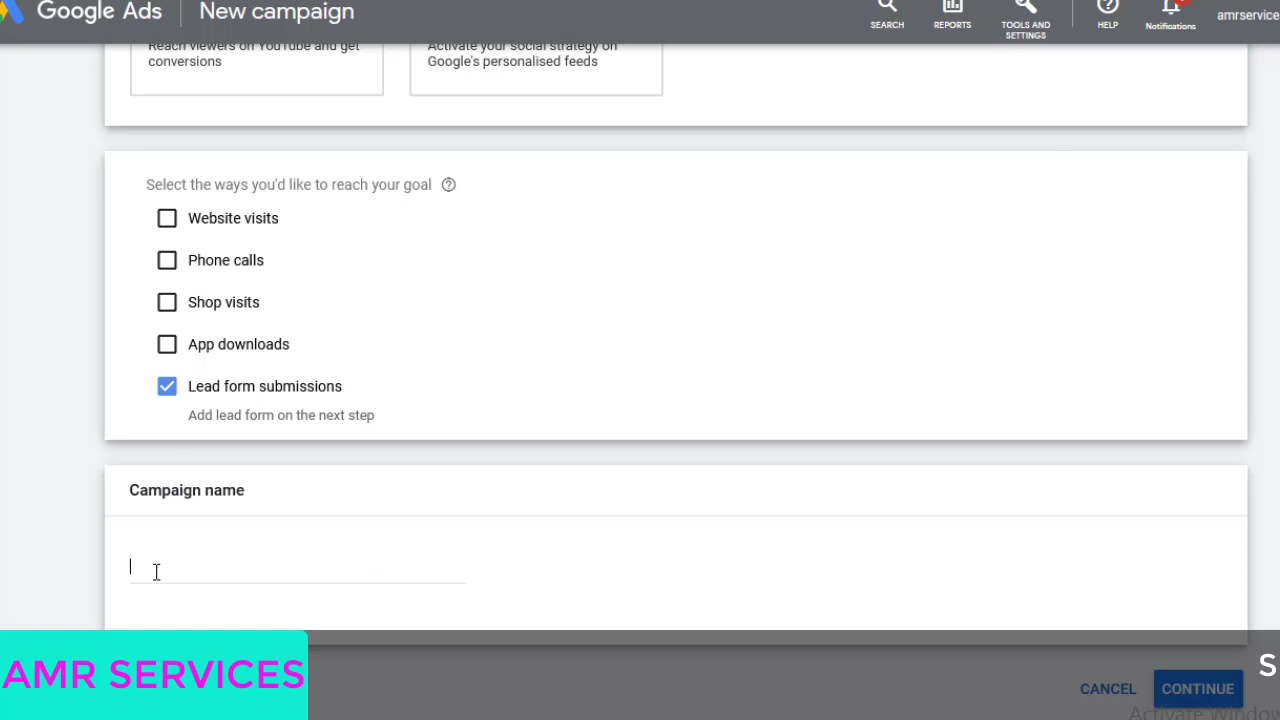 Google Ads New campaign
SEARCH REPORTS TOOLS AND SETTINGS HELP Notifications amrservice
Reach viewers on YouTube and get conversions
Activate your social strategy on Google's personalised feeds
Select the ways you'd like to reach your goal
Website visits
Phone calls
Shop visits
App downloads
Lead form submissions
Add lead form on the next step
Campaign name
AMR SERVICES
S
CANCEL CONTINUE
Activate Window